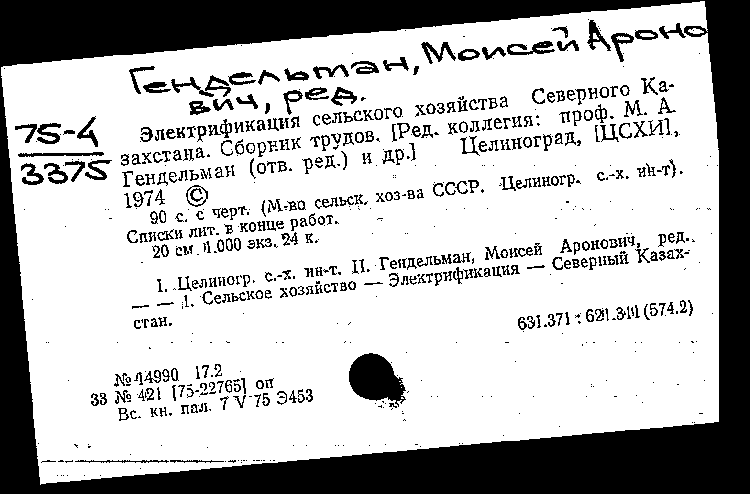 Гендельман, Моисей Ароно
вич, ред.
75-4
3375
Электрификация сельского хозяйства Северного Ка-
захстана. Сборник трудов. [Ред. коллегия: проф. М. А.
Гендельман (отв. ред.) и др.] Целиноград, [ЦСХИ],
1974 ©
90 с. с черт. (М-во сельск. хоз-ва СССР. Целиногр. с.-х. ин-т).
Списки лит. в конце работ.
20 см. 1.000 экз. 24 к.
I. Целиногр. с.-х. ин-т. II. Гендельман, Моисей Аронович, ред.
— — 1. Сельское хозяйство — Электрификация — Северный Казах-
стан.
631.371 : 621.311 (574.2)
№ 14990 17.2
33 № 421 [75-22765] оп
Вс. кн. пал. 7 V 75 Э453